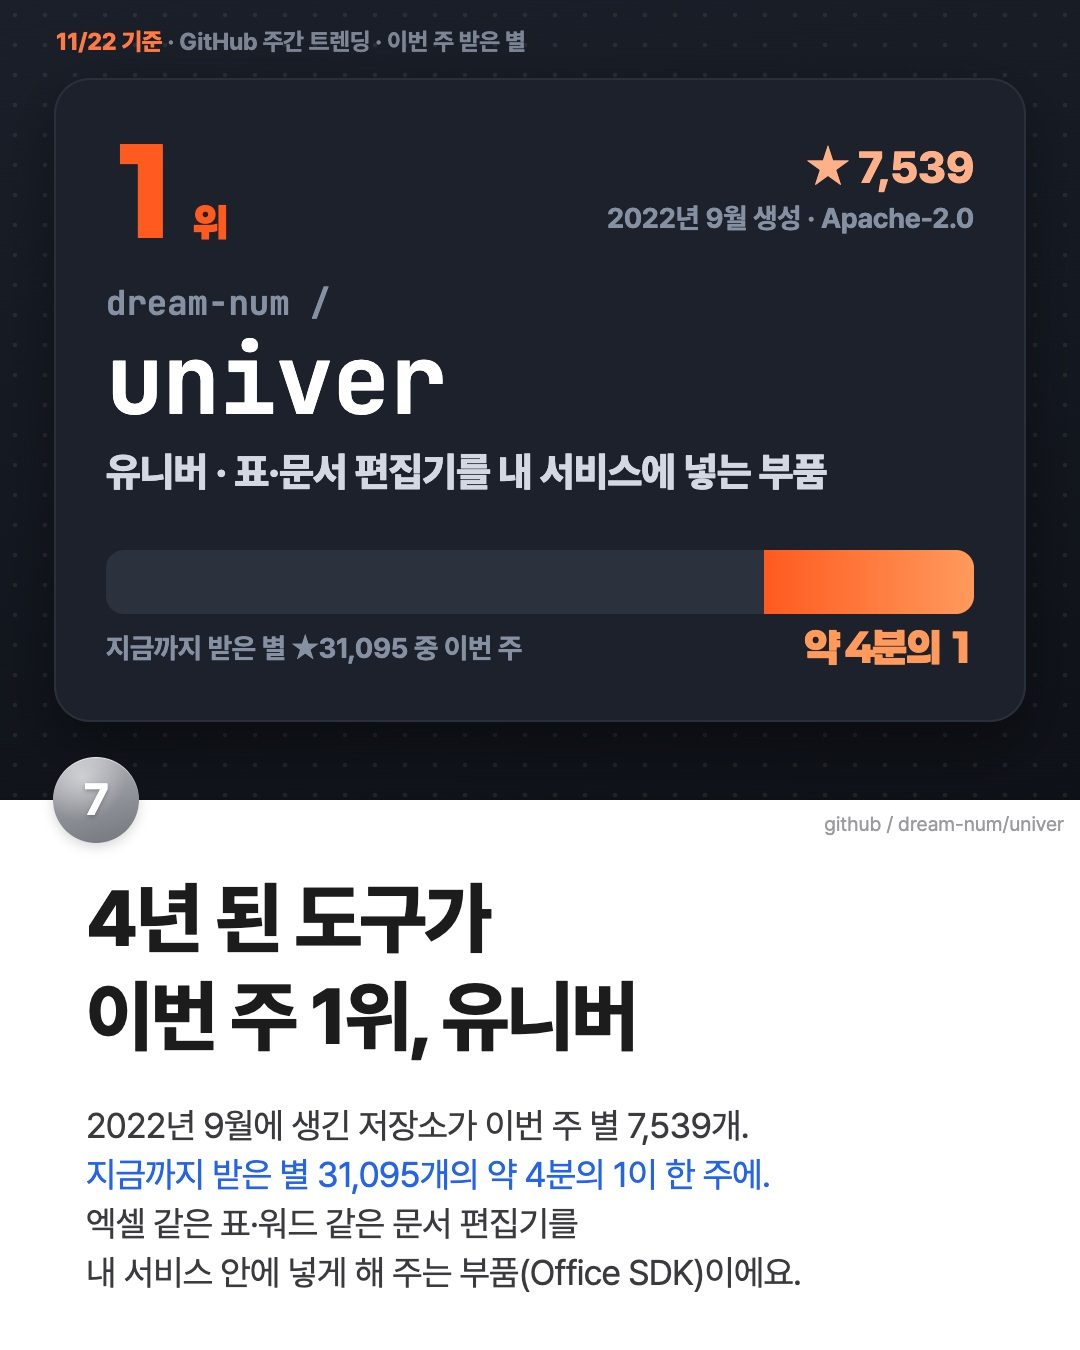 11/22 기준 · GitHub 주간 트렌딩 · 이번 주 받은 별
1 위
★ 7,539
2022년 9월 생성 · Apache-2.0
dream-num /
univer
유니버 · 표·문서 편집기를 내 서비스에 넣는 부품
지금까지 받은 별 ★31,095 중 이번 주
약 4분의 1
7
github / dream-num/univer
4년 된 도구가
이번 주 1위, 유니버
2022년 9월에 생긴 저장소가 이번 주 별 7,539개.
지금까지 받은 별 31,095개의 약 4분의 1이 한 주에.
엑셀 같은 표·워드 같은 문서 편집기를
내 서비스 안에 넣게 해 주는 부품(Office SDK)이에요.